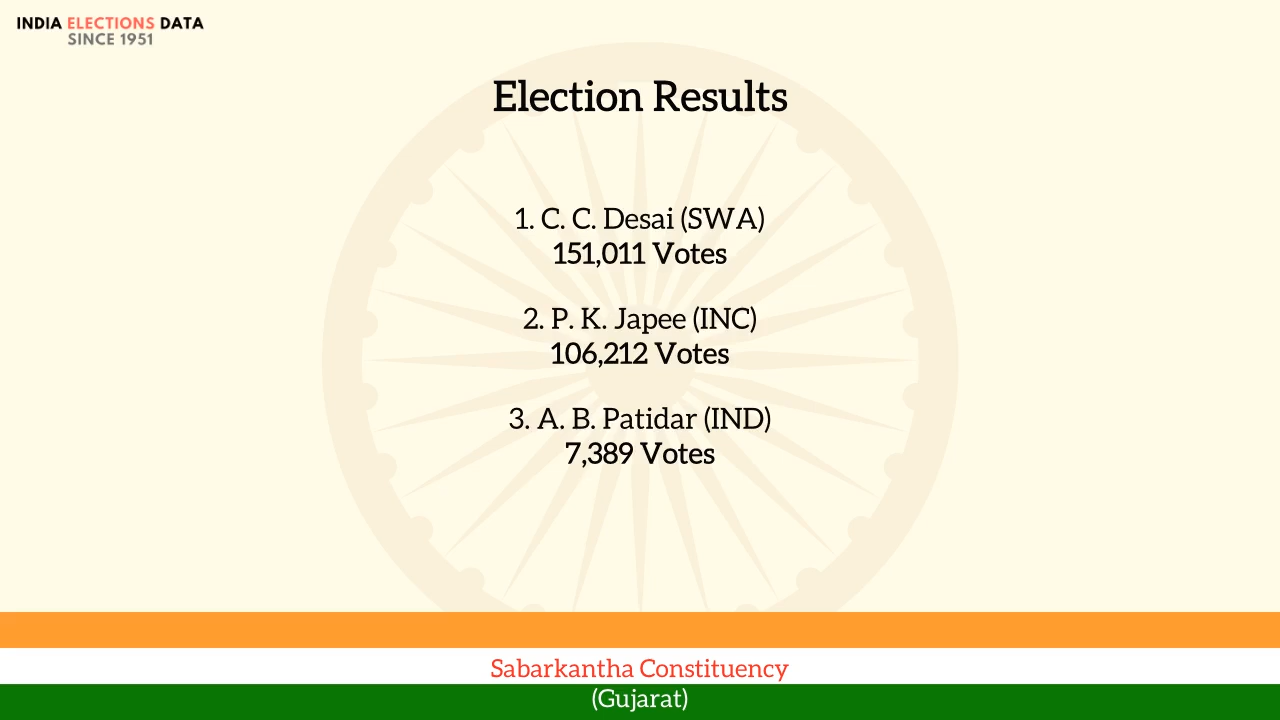 INDIA ELECTIONS DATA
SINCE 1951
Election Results
1. C. C. Desai (SWA)
151,011 Votes
2. P. K. Japee (INC)
106,212 Votes
3. A. B. Patidar (IND)
7,389 Votes
Sabarkantha Constituency
(Gujarat)